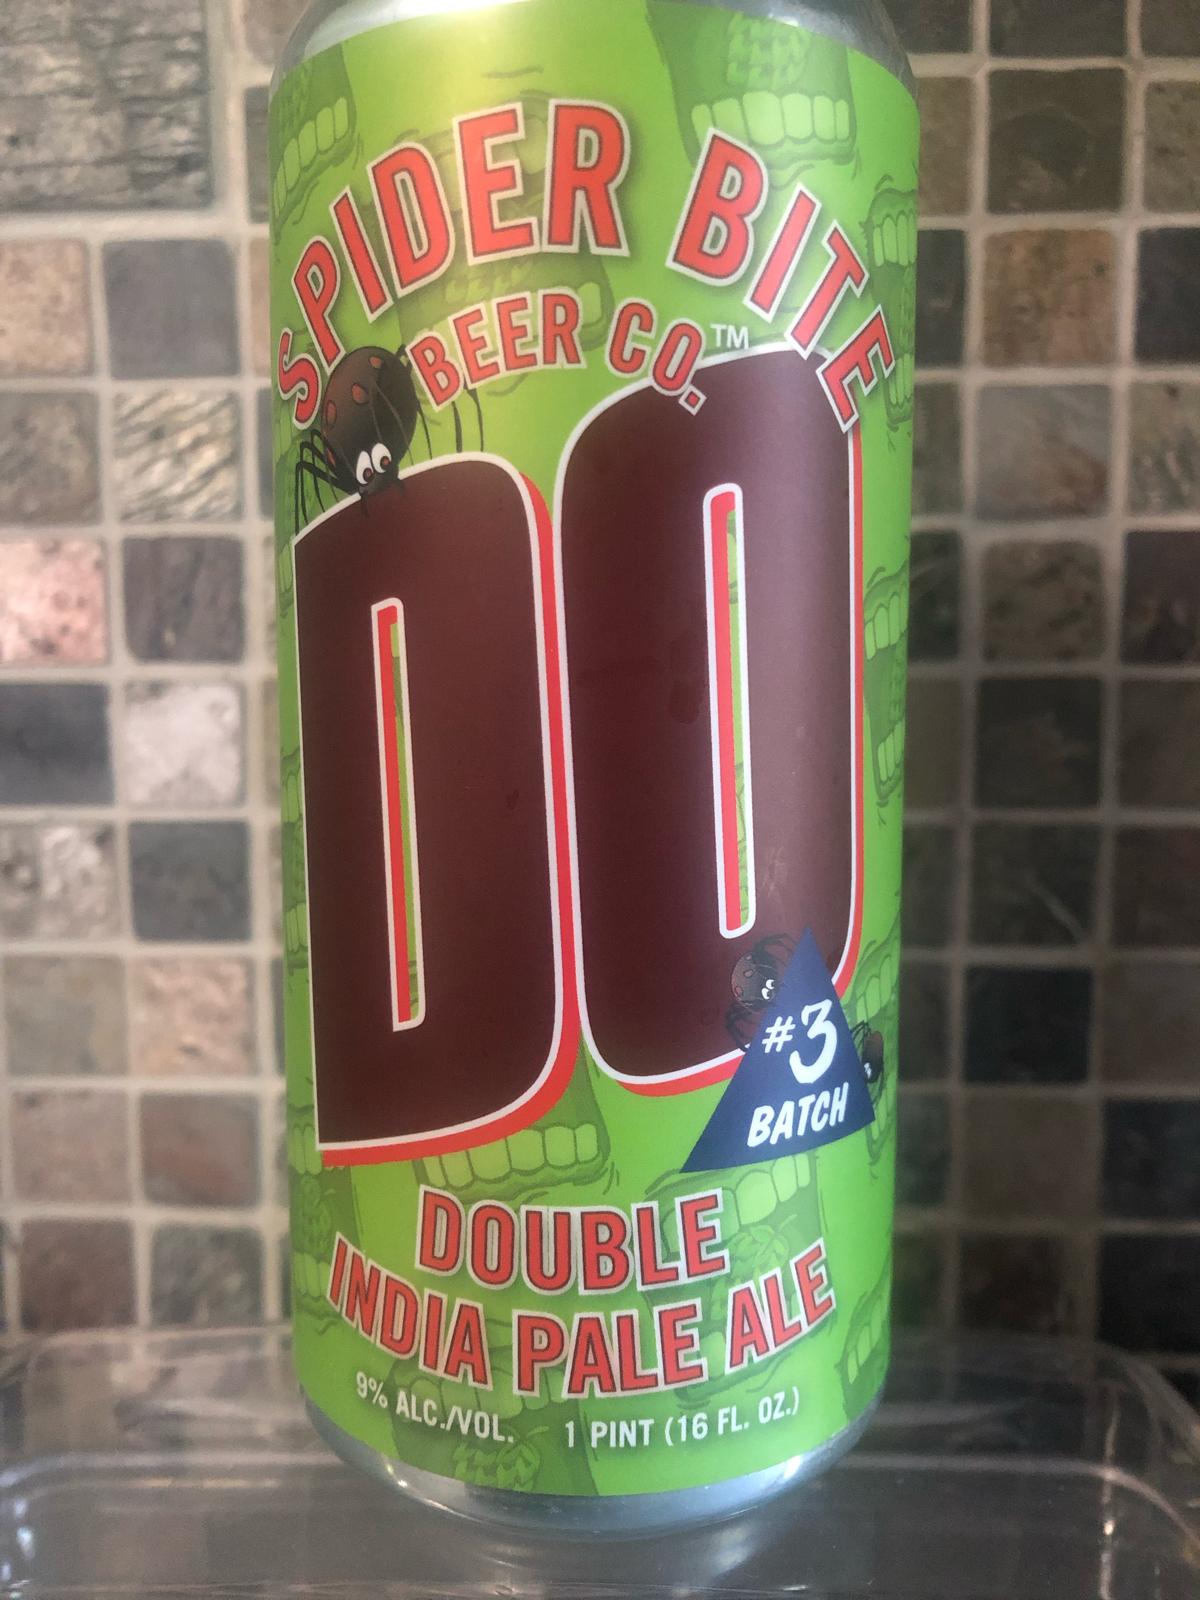 SPIDER BITE
BEER CO.™
DO
#3
BATCH
DOUBLE
INDIA PALE ALE
9% ALC./VOL. 1 PINT (16 FL. OZ.)